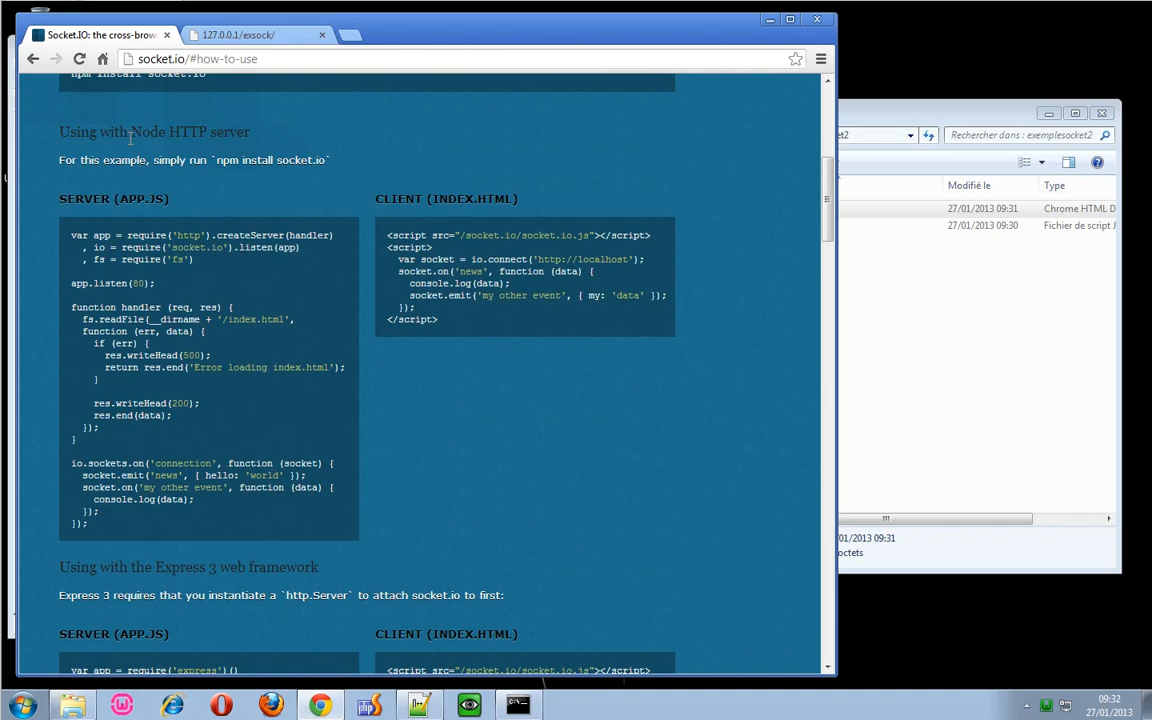 Socket.IO: the cross-brow
127.0.0.1/exsock/
socket.io/#how-to-use
npm install socket.io
Using with Node HTTP server
For this example, simply run `npm install socket.io`
SERVER (APP.JS)
var app = require('http').createServer(handler)
, io = require('socket.io').listen(app)
, fs = require('fs')
app.listen(80);
function handler (req, res) {
fs.readFile(__dirname + '/index.html',
function (err, data) {
if (err) {
res.writeHead(500);
return res.end('Error loading index.html');
}
res.writeHead(200);
res.end(data);
});
}
io.sockets.on('connection', function (socket) {
socket.emit('news', { hello: 'world' });
socket.on('my other event', function (data) {
console.log(data);
});
});
CLIENT (INDEX.HTML)
<script src="/socket.io/socket.io.js"></script>
<script>
var socket = io.connect('http://localhost');
socket.on('news', function (data) {
console.log(data);
socket.emit('my other event', { my: 'data' });
});
</script>
Using with the Express 3 web framework
Express 3 requires that you instantiate a `http.Server` to attach socket.io to first:
SERVER (APP.JS)
var app = require('express')()
CLIENT (INDEX.HTML)
<script src="/socket.io/socket.io.js"></script>
ket2
Rechercher dans : exemplesocket2
Modifié le
Type
27/01/2013 09:31
Chrome HTML D
27/01/2013 09:30
Fichier de script J
/01/2013 09:31
octets
php
09:32
27/01/2013